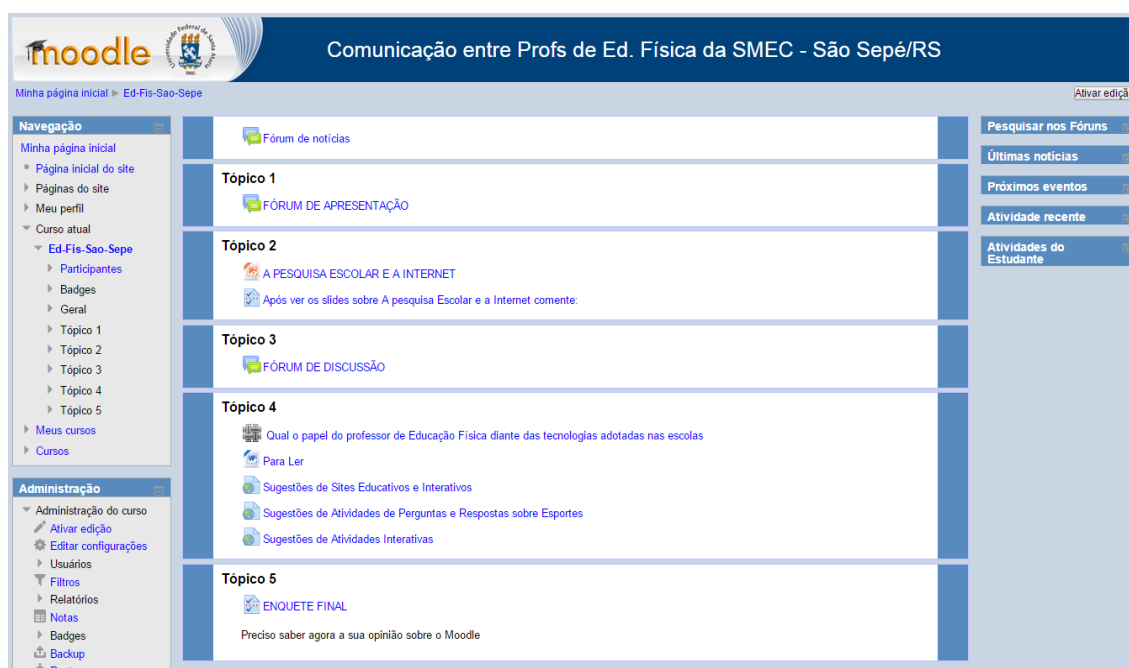 moodle
Universidade Federal de Santa Maria
1960
Comunicação entre Profs de Ed. Física da SMEC - São Sepé/RS
Minha página inicial ▶ Ed-Fis-Sao-Sepe
Ativar ediçã
Navegação
Minha página inicial
Página inicial do site
Páginas do site
Meu perfil
Curso atual
Ed-Fis-Sao-Sepe
Participantes
Badges
Geral
Tópico 1
Tópico 2
Tópico 3
Tópico 4
Tópico 5
Meus cursos
Cursos
Administração
Administração do curso
Ativar edição
Editar configurações
Usuários
Filtros
Relatórios
Notas
Badges
Backup
Fórum de notícias
Tópico 1
FÓRUM DE APRESENTAÇÃO
Tópico 2
A PESQUISA ESCOLAR E A INTERNET
Após ver os slides sobre A pesquisa Escolar e a Internet comente:
Tópico 3
FÓRUM DE DISCUSSÃO
Tópico 4
Qual o papel do professor de Educação Física diante das tecnologias adotadas nas escolas
Para Ler
Sugestões de Sites Educativos e Interativos
Sugestões de Atividades de Perguntas e Respostas sobre Esportes
Sugestões de Atividades Interativas
Tópico 5
ENQUETE FINAL
Preciso saber agora a sua opinião sobre o Moodle
Pesquisar nos Fóruns
Últimas notícias
Próximos eventos
Atividade recente
Atividades do
Estudante